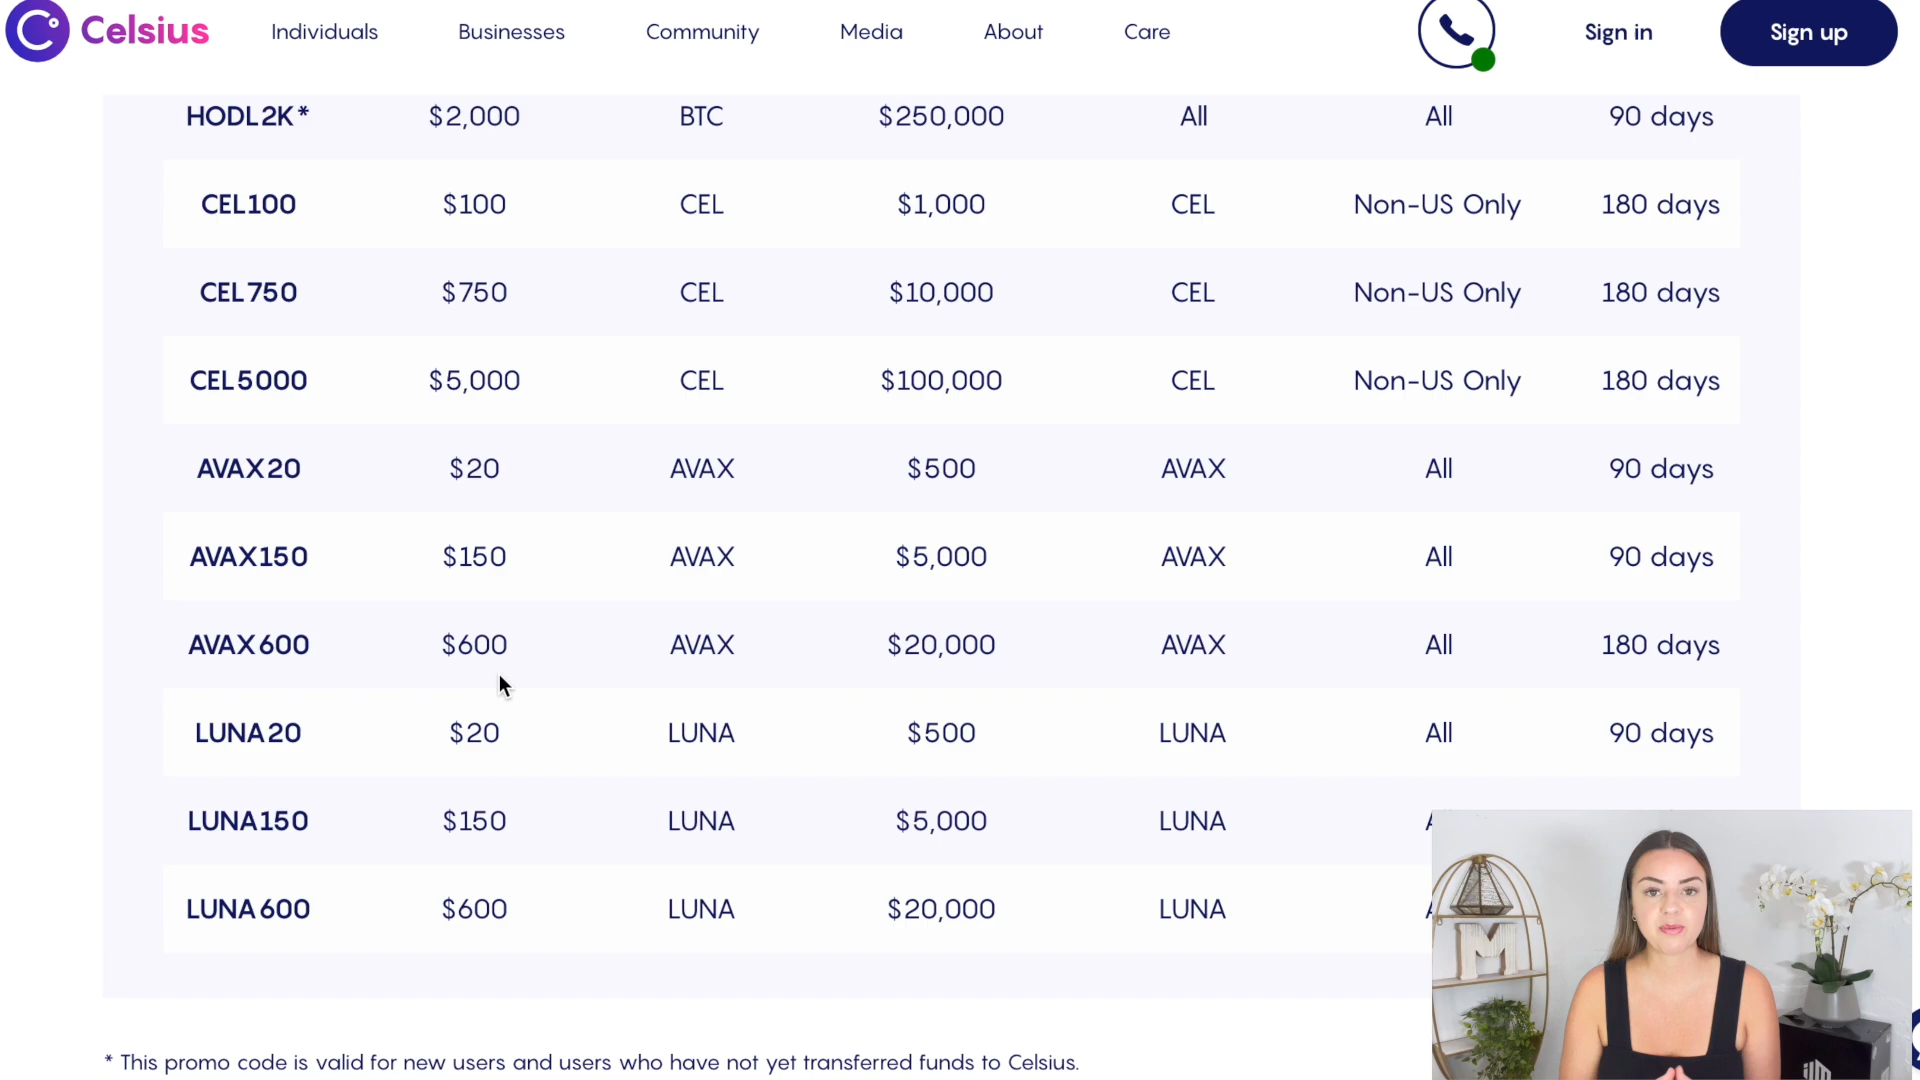 Celsius Individuals Businesses Community Media About Care Sign in Sign up
HODL2K* $2,000 BTC $250,000 All All 90 days
CEL100 $100 CEL $1,000 CEL Non-US Only 180 days
CEL750 $750 CEL $10,000 CEL Non-US Only 180 days
CEL5000 $5,000 CEL $100,000 CEL Non-US Only 180 days
AVAX20 $20 AVAX $500 AVAX All 90 days
AVAX150 $150 AVAX $5,000 AVAX All 90 days
AVAX600 $600 AVAX $20,000 AVAX All 180 days
LUNA20 $20 LUNA $500 LUNA All 90 days
LUNA150 $150 LUNA $5,000 LUNA
LUNA600 $600 LUNA $20,000 LUNA
M
* This promo code is valid for new users and users who have not yet transferred funds to Celsius.